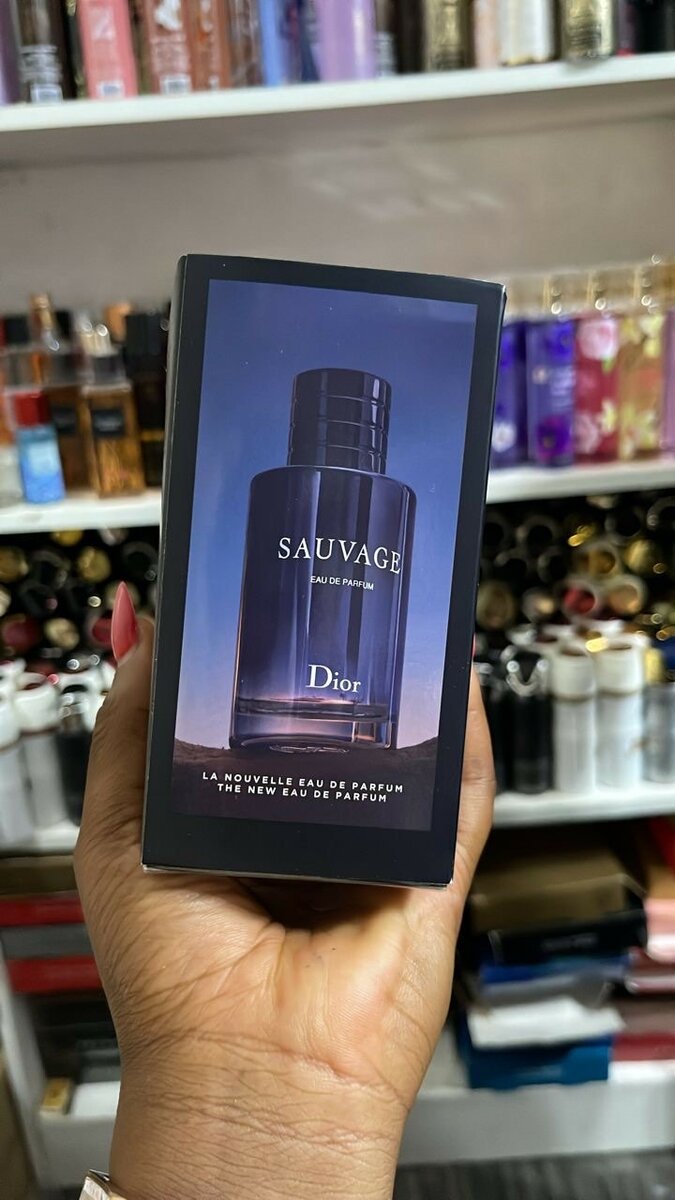 SAUVAGE
EAU DE PARFUM
Dior
LA NOUVELLE EAU DE PARFUM
THE NEW EAU DE PARFUM